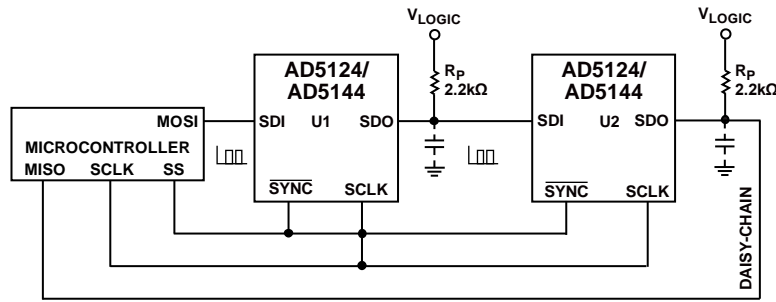 VLOGIC
VLOGIC
AD5124/
AD5144
RP
2.2kΩ
AD5124/
AD5144
RP
2.2kΩ
MOSI
SDI
U1
SDO
SDI
U2
SDO
MICROCONTROLLER
MISO
SCLK
SS
SYNC
SCLK
SYNC
SCLK
DAISY-CHAIN